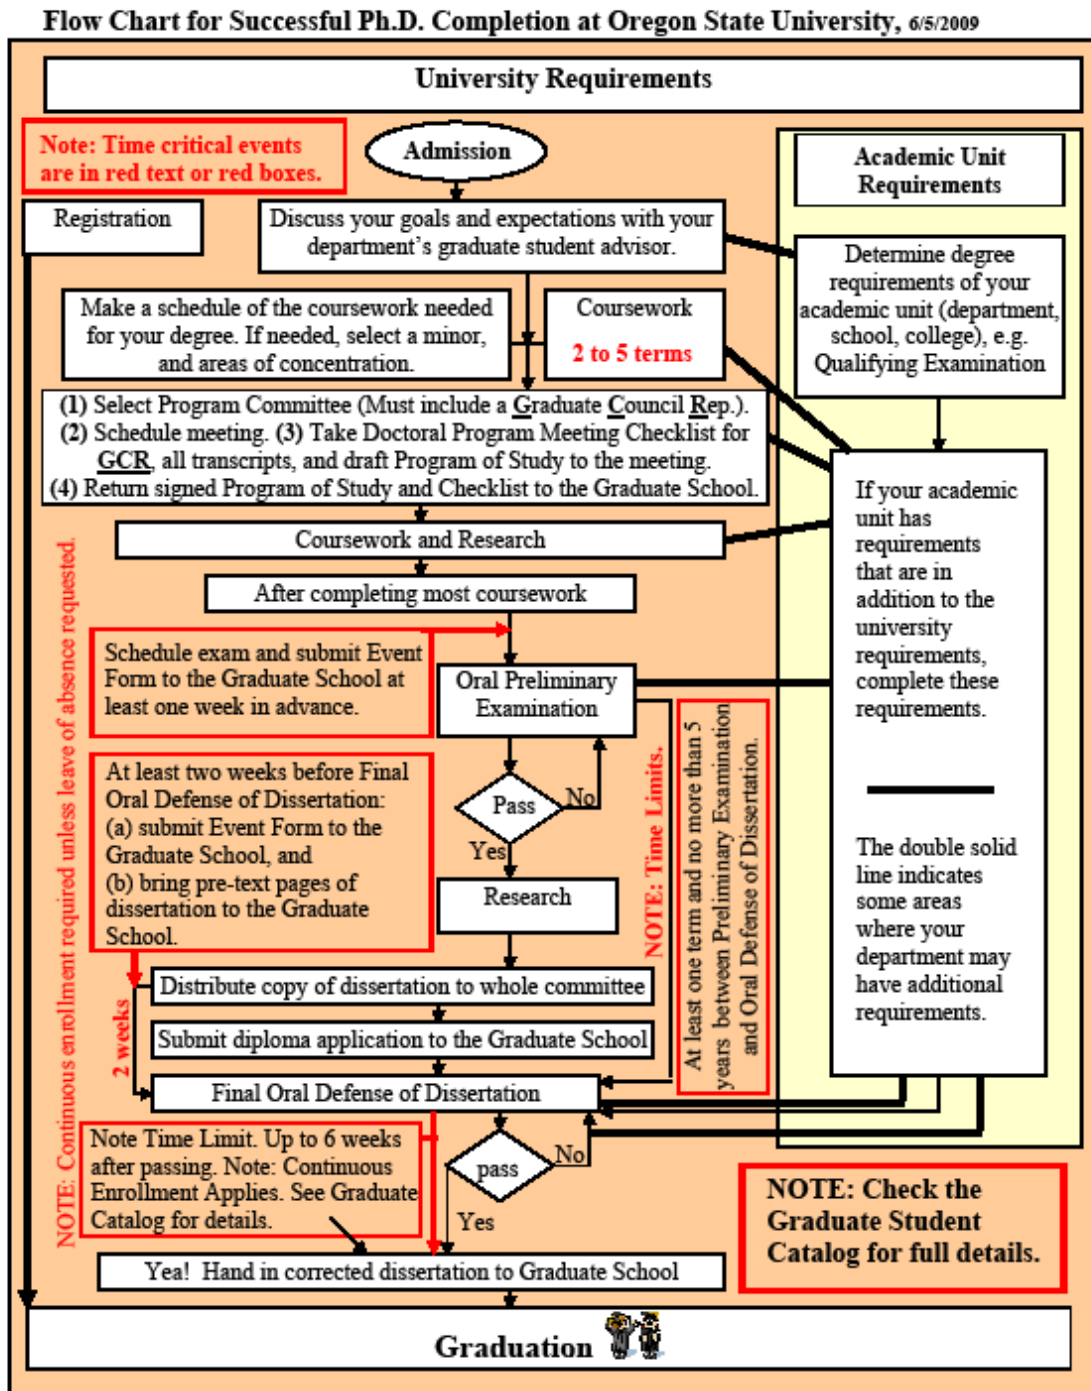 Flow Chart for Successful Ph.D. Completion at Oregon State University, 6/5/2009
University Requirements
Note: Time critical events
are in red text or red boxes.
Admission
Academic Unit
Requirements
Registration
Discuss your goals and expectations with your
department's graduate student advisor.
Determine degree
requirements of your
academic unit (department,
school, college), e.g.
Qualifying Examination
Make a schedule of the coursework needed
for your degree. If needed, select a minor,
and areas of concentration.
Coursework
2 to 5 terms
(1) Select Program Committee (Must include a Graduate Council Rep.).
(2) Schedule meeting. (3) Take Doctoral Program Meeting Checklist for
GCR, all transcripts, and draft Program of Study to the meeting.
(4) Return signed Program of Study and Checklist to the Graduate School.
If your academic
unit has
requirements
that are in
addition to the
university
requirements,
complete these
requirements.
The double solid
line indicates
some areas
where your
department may
have additional
requirements.
Coursework and Research
After completing most coursework
NOTE: Continuous enrollment required unless leave of absence requested.
Schedule exam and submit Event
Form to the Graduate School at
least one week in advance.
Oral Preliminary
Examination
NOTE: Time Limits.
At least one term and no more than 5
years between Preliminary Examination
and Oral Defense of Dissertation.
At least two weeks before Final
Oral Defense of Dissertation:
(a) submit Event Form to the
Graduate School, and
(b) bring pre-text pages of
dissertation to the Graduate
School.
Pass
No
Yes
Research
2 weeks
Distribute copy of dissertation to whole committee
Submit diploma application to the Graduate School
Final Oral Defense of Dissertation
Note Time Limit. Up to 6 weeks
after passing. Note: Continuous
Enrollment Applies. See Graduate
Catalog for details.
pass
No
Yes
NOTE: Check the
Graduate Student
Catalog for full details.
Yea! Hand in corrected dissertation to Graduate School
Graduation